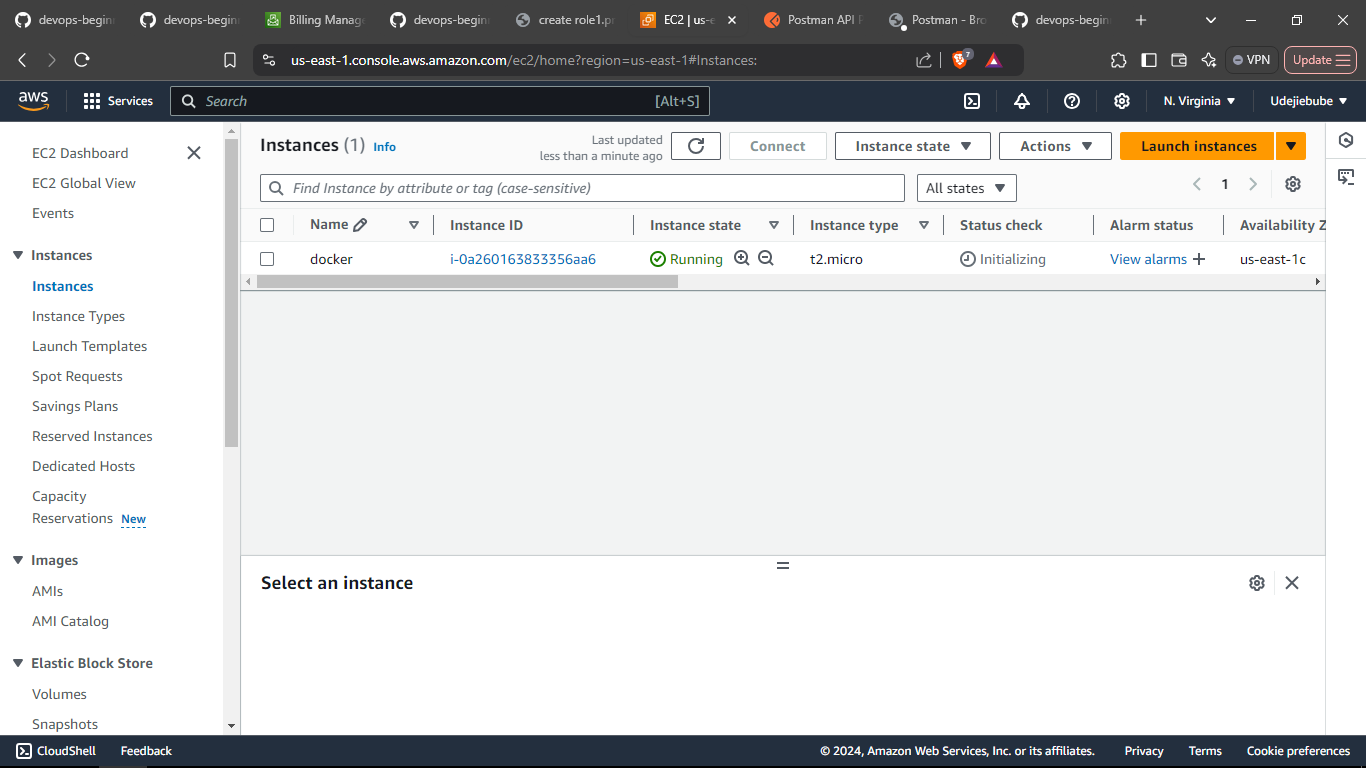 devops-beginn
devops-beginn
Billing Manage
devops-beginn
create role1.pn
EC2 | us-e
Postman API P
Postman - Bro
devops-beginn
us-east-1.console.aws.amazon.com/ec2/home?region=us-east-1#Instances:
7
VPN
Update
aws
Services
Search
[Alt+S]
N. Virginia
Udejiebube
EC2 Dashboard
EC2 Global View
Events
Instances
Instances
Instance Types
Launch Templates
Spot Requests
Savings Plans
Reserved Instances
Dedicated Hosts
Capacity
Reservations New
Images
AMIs
AMI Catalog
Elastic Block Store
Volumes
Snapshots
Instances (1) Info
Last updated
less than a minute ago
Connect
Instance state
Actions
Launch instances
Find Instance by attribute or tag (case-sensitive)
All states
1
Name Instance ID Instance state Instance type Status check Alarm status Availability Z
docker i-0a260163833356aa6 Running t2.micro Initializing View alarms us-east-1c
Select an instance
CloudShell Feedback © 2024, Amazon Web Services, Inc. or its affiliates. Privacy Terms Cookie preferences